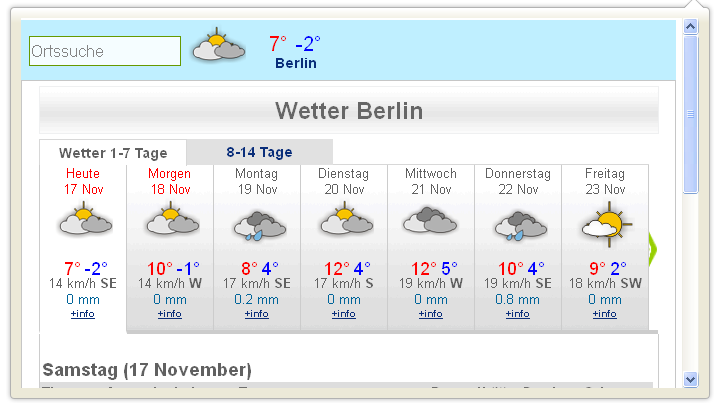 Ortssuche
7° -2°
Berlin
Wetter Berlin
Wetter 1-7 Tage 8-14 Tage
Heute Morgen Montag Dienstag Mittwoch Donnerstag Freitag
17 Nov 18 Nov 19 Nov 20 Nov 21 Nov 22 Nov 23 Nov
7° -2° 10° -1° 8° 4° 12° 4° 12° 5° 10° 4° 9° 2°
14 km/h SE 14 km/h W 17 km/h SE 17 km/h S 19 km/h W 19 km/h SE 18 km/h SW
0 mm 0 mm 0.2 mm 0 mm 0 mm 0.8 mm 0 mm
+info +info +info +info +info +info +info
Samstag (17 November)